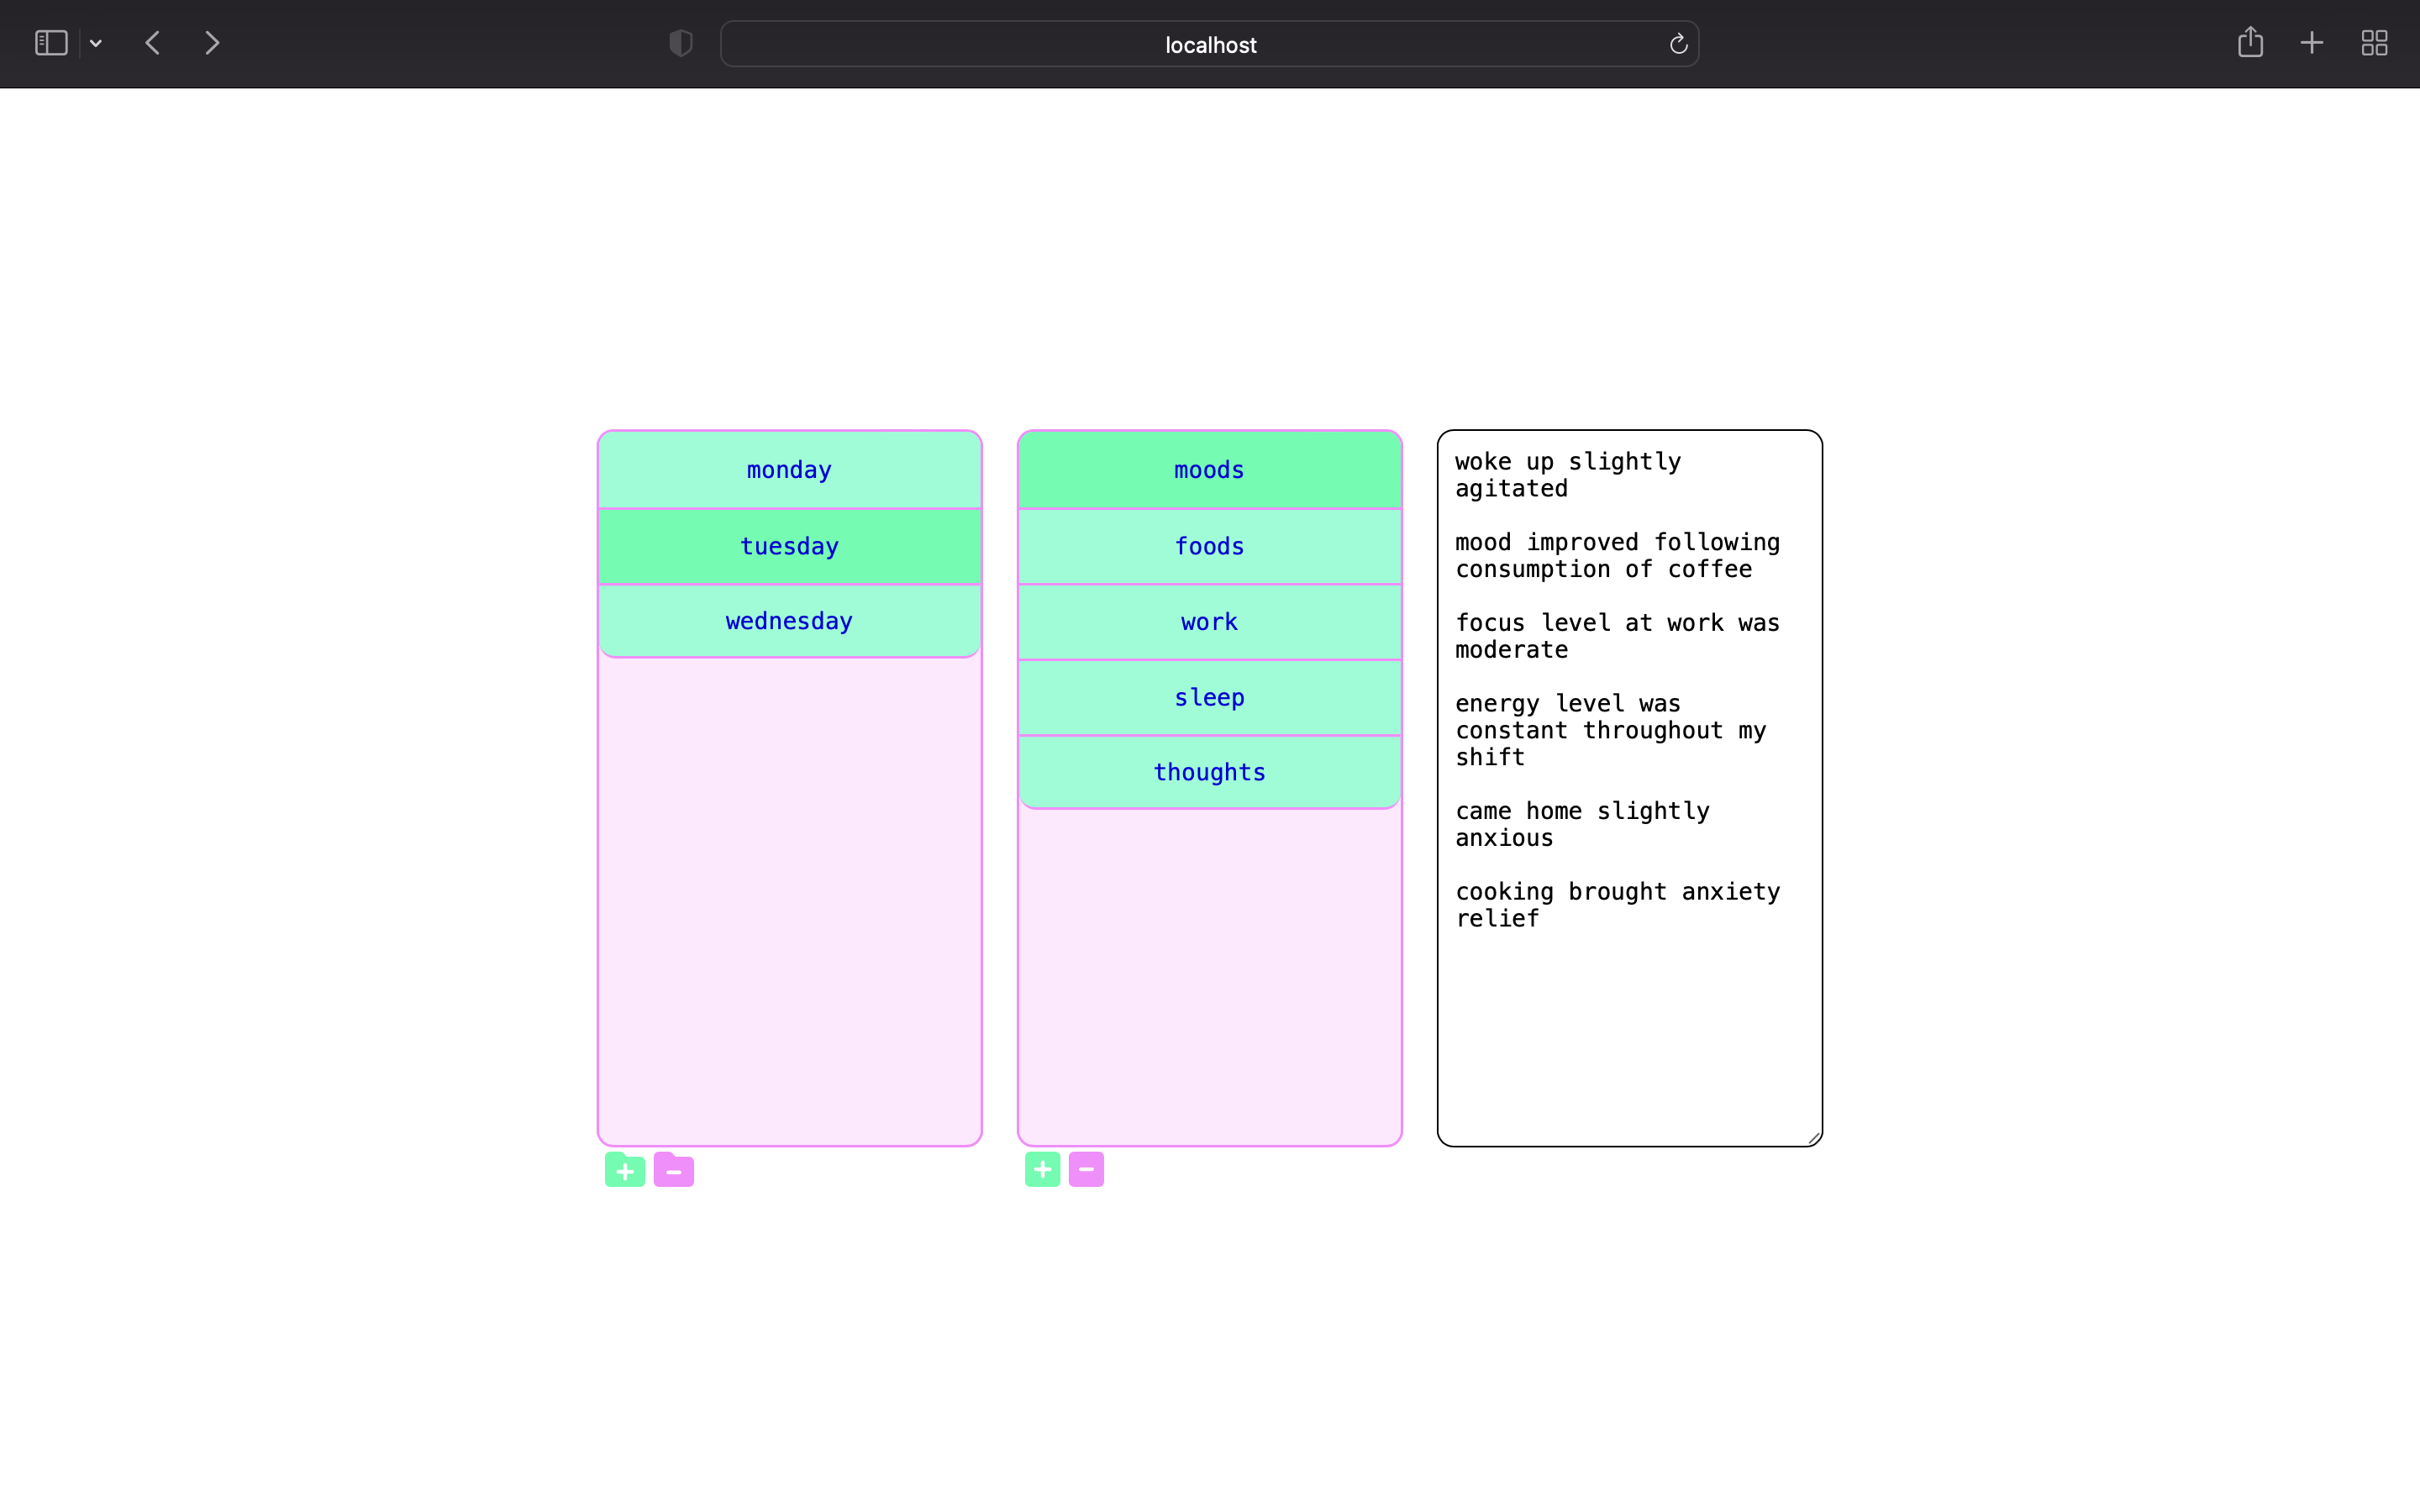 localhost
monday
tuesday
wednesday
moods
foods
work
sleep
thoughts
woke up slightly
agitated
mood improved following
consumption of coffee
focus level at work was
moderate
energy level was
constant throughout my
shift
came home slightly
anxious
cooking brought anxiety
relief